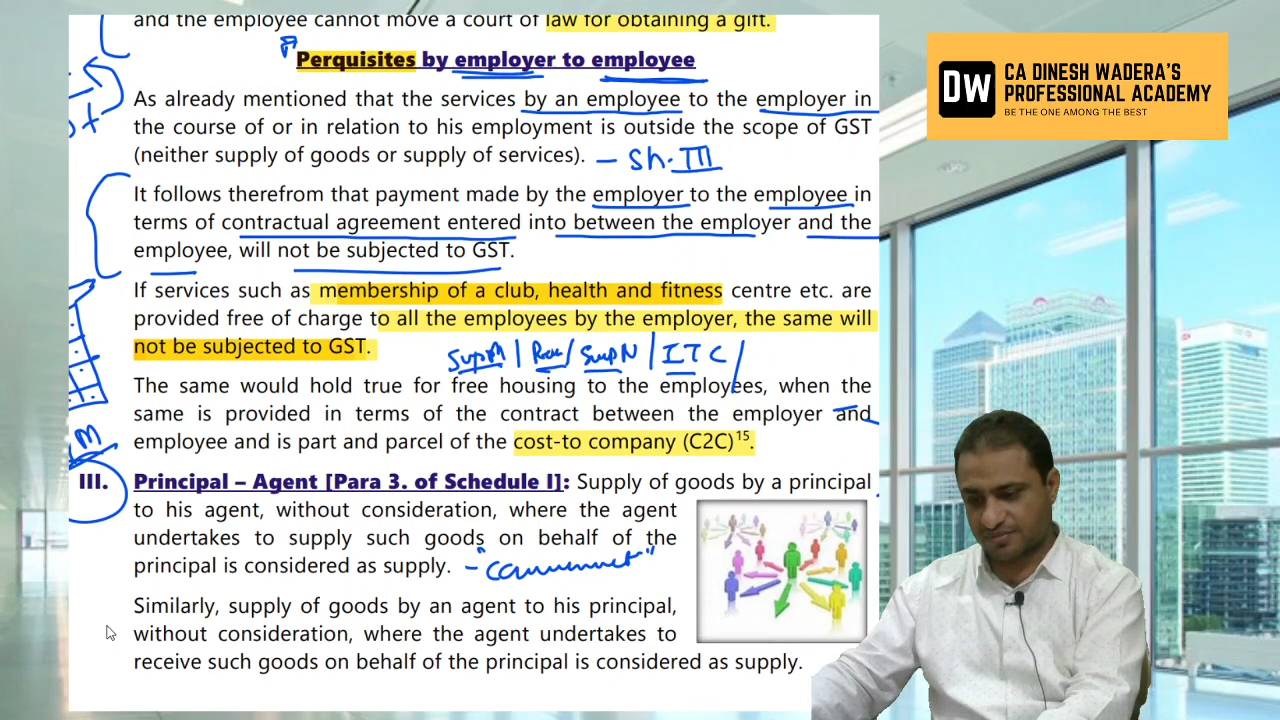 and the employee cannot move a court of law for obtaining a gift.
Perquisites by employer to employee
As already mentioned that the services by an employee to the employer in
the course of or in relation to his employment is outside the scope of GST
(neither supply of goods or supply of services). – Sh. III
It follows therefrom that payment made by the employer to the employee in
terms of contractual agreement entered into between the employer and the
employee, will not be subjected to GST.
If services such as membership of a club, health and fitness centre etc. are
provided free of charge to all the employees by the employer, the same will
not be subjected to GST.
ITC
The same would hold true for free housing to the employees, when the
same is provided in terms of the contract between the employer and
employee and is part and parcel of the cost-to company (C2C)15.
III. Principal – Agent [Para 3. of Schedule I]: Supply of goods by a principal
to his agent, without consideration, where the agent
undertakes to supply such goods on behalf of the
principal is considered as supply.
Similarly, supply of goods by an agent to his principal,
without consideration, where the agent undertakes to
receive such goods on behalf of the principal is considered as supply.
DW
CA DINESH WADERA'S
PROFESSIONAL ACADEMY
BE THE ONE AMONG THE BEST